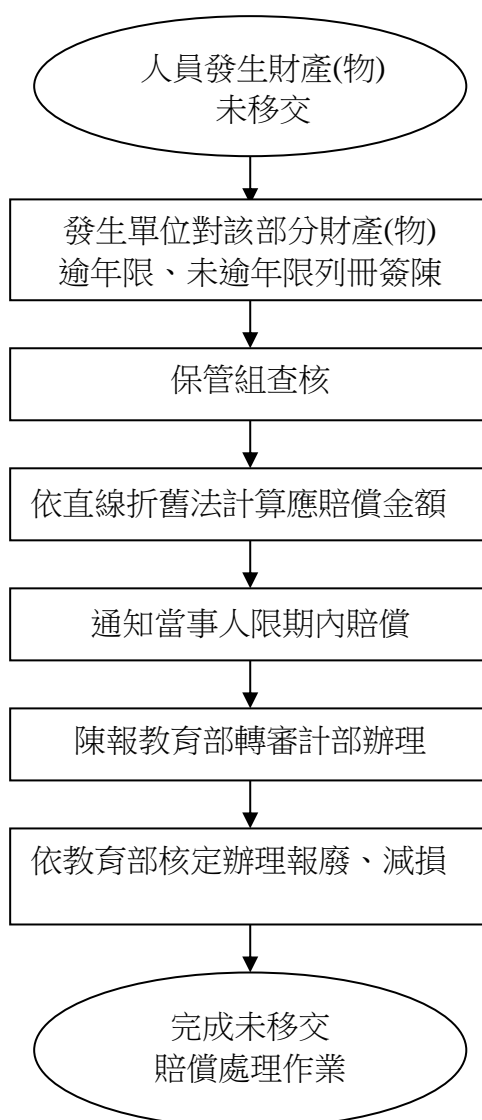 人員發生財產(物)
未移交
發生單位對該部分財產(物)
逾年限、未逾年限列冊簽陳
保管組查核
依直線折舊法計算應賠償金額
通知當事人限期內賠償
陳報教育部轉審計部辦理
依教育部核定辦理報廢、減損
完成未移交
賠償處理作業